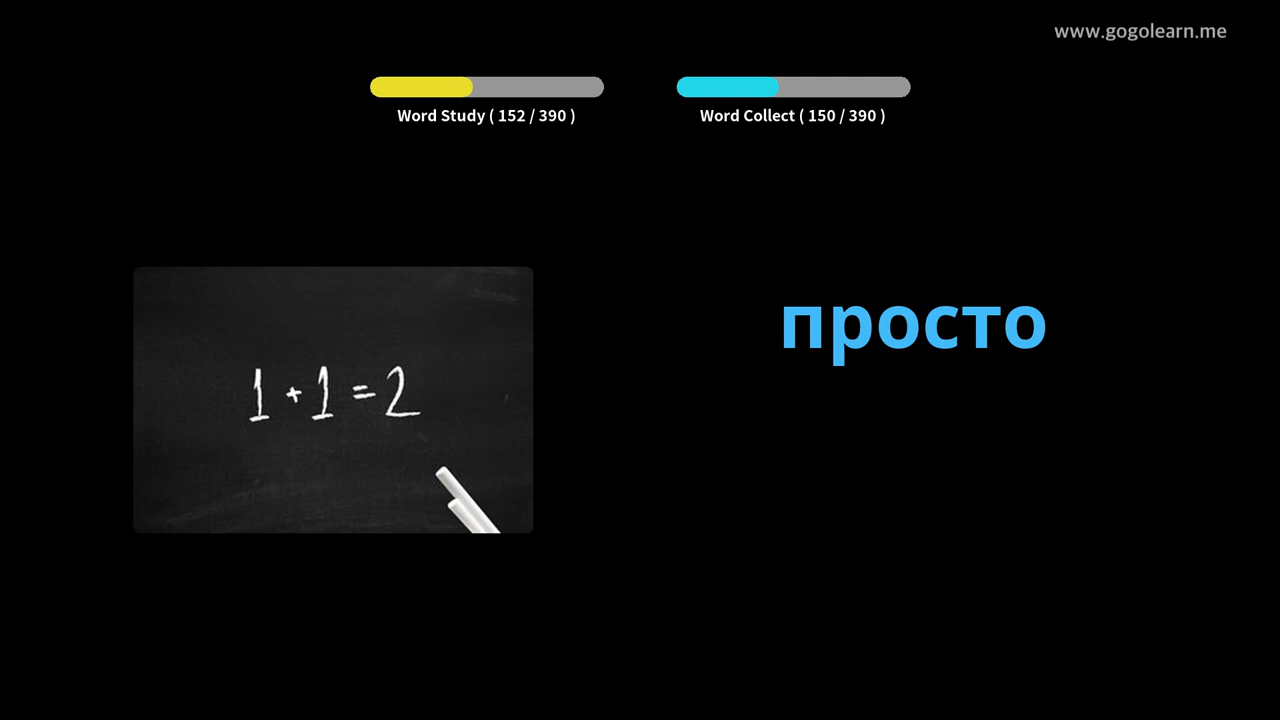 www.gogolearn.me
Word Study ( 152 / 390 )
Word Collect ( 150 / 390 )
просто
1 + 1 = 2